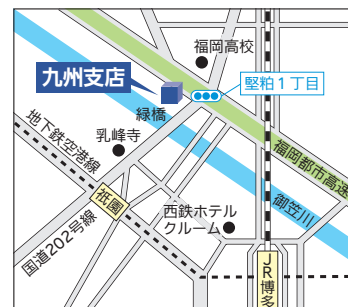 福岡高校
九州支店
堅粕1丁目
緑橋
地下鉄空港線
乳峰寺
福岡都市高速
祇園
御笠川
国道202号線
西鉄ホテル
クルーム
JR博多